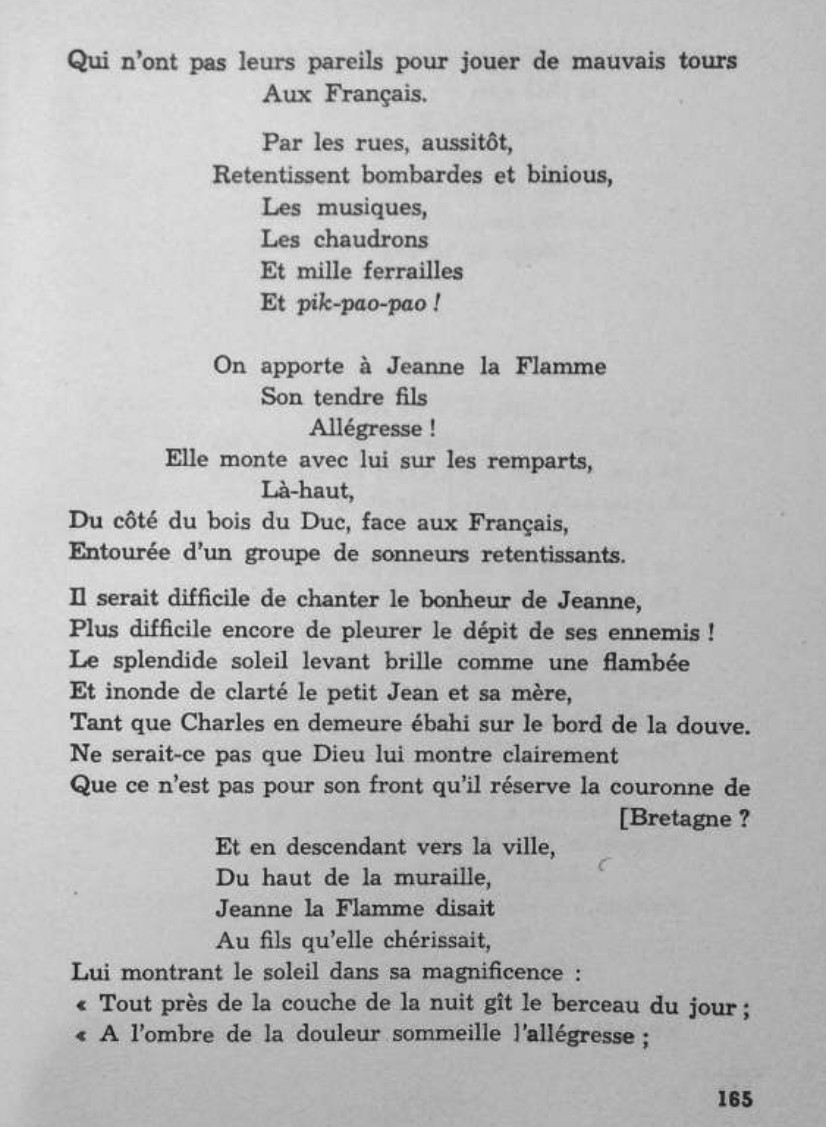 Qui n'ont pas leurs pareils pour jouer de mauvais tours
Aux Français.
Par les rues, aussitôt,
Retentissent bombardes et binious,
Les musiques,
Les chaudrons
Et mille ferrailles
Et pik-pao-pao !
On apporte à Jeanne la Flamme
Son tendre fils
Allégresse !
Elle monte avec lui sur les remparts,
Là-haut,
Du côté du bois du Duc, face aux Français,
Entourée d'un groupe de sonneurs retentissants.
Il serait difficile de chanter le bonheur de Jeanne,
Plus difficile encore de pleurer le dépit de ses ennemis !
Le splendide soleil levant brille comme une flambée
Et inonde de clarté le petit Jean et sa mère,
Tant que Charles en demeure ébahi sur le bord de la douve.
Ne serait-ce pas que Dieu lui montre clairement
Que ce n'est pas pour son front qu'il réserve la couronne de
[Bretagne ?
Et en descendant vers la ville,
Du haut de la muraille,
Jeanne la Flamme disait
Au fils qu'elle chérissait,
Lui montrant le soleil dans sa magnificence :
« Tout près de la couche de la nuit gît le berceau du jour ;
« A l'ombre de la douleur sommeille l'allégresse ;
165